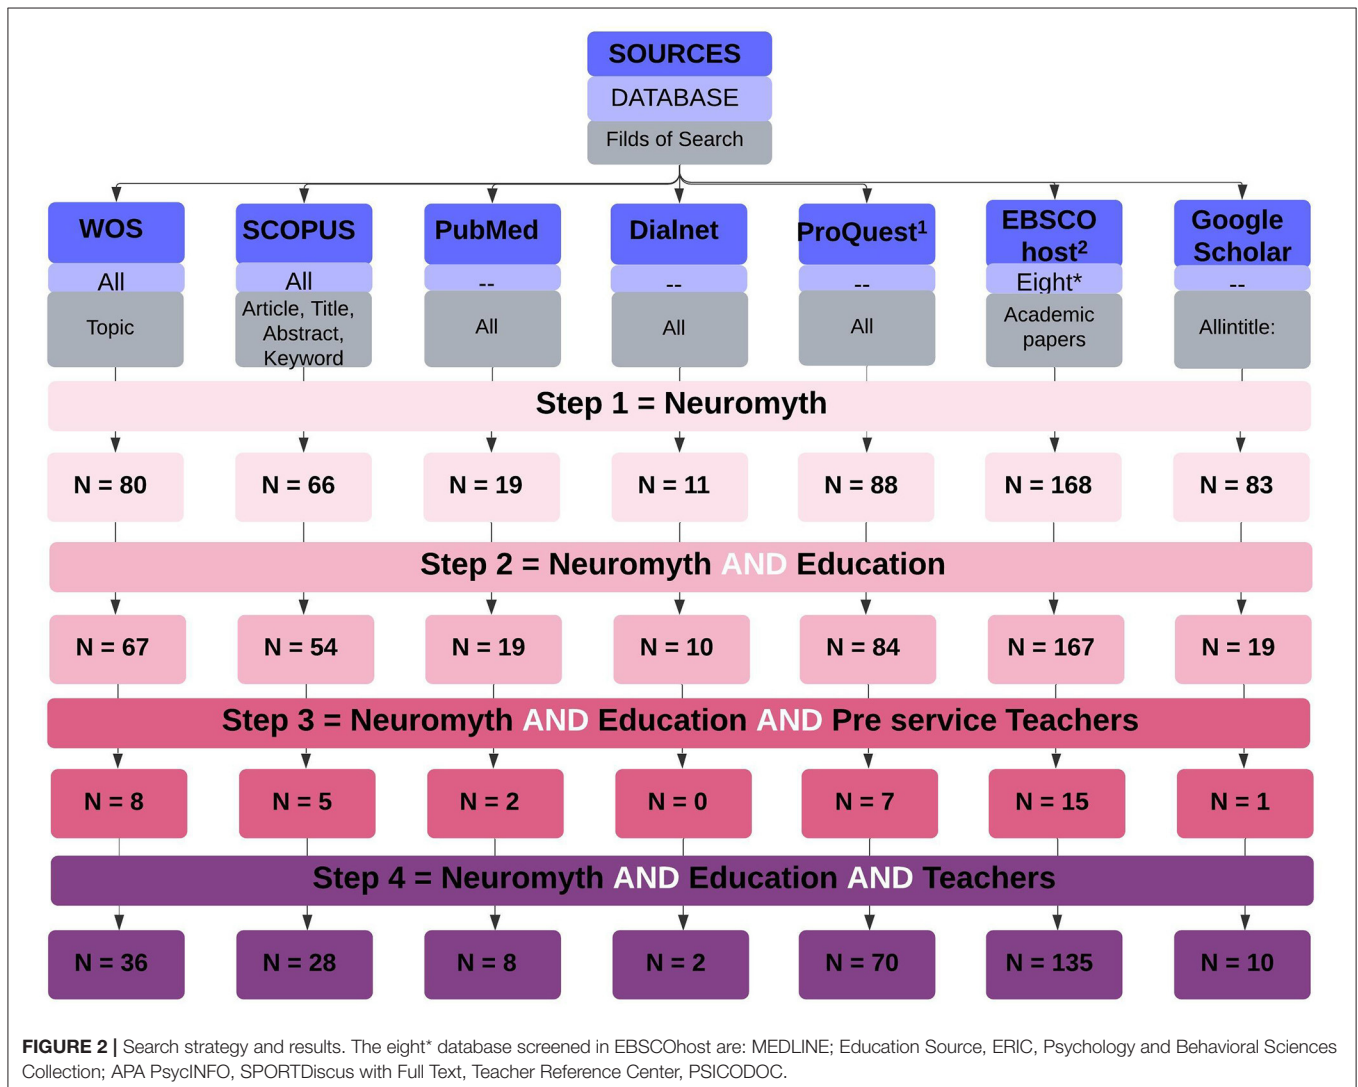 SOURCES
DATABASE
Filds of Search
WOS
SCOPUS
PubMed
Dialnet
ProQuest¹
EBSCO
host²
Google
Scholar
All
All
--
--
--
Eight*
--
Topic
Article, Title,
Abstract,
Keyword
All
All
All
Academic
papers
Allintitle:
Step 1 = Neuromyth
N = 80
N = 66
N = 19
N = 11
N = 88
N = 168
N = 83
Step 2 = Neuromyth AND Education
N = 67
N = 54
N = 19
N = 10
N = 84
N = 167
N = 19
Step 3 = Neuromyth AND Education AND Pre service Teachers
N = 8
N = 5
N = 2
N = 0
N = 7
N = 15
N = 1
Step 4 = Neuromyth AND Education AND Teachers
N = 36
N = 28
N = 8
N = 2
N = 70
N = 135
N = 10
FIGURE 2 | Search strategy and results. The eight* database screened in EBSCOhost are: MEDLINE; Education Source, ERIC, Psychology and Behavioral Sciences
Collection; APA PsycINFO, SPORTDiscus with Full Text, Teacher Reference Center, PSICODOC.